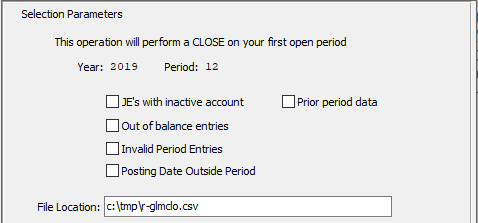 Selection Parameters
This operation will perform a CLOSE on your first open period
Year: 2019 Period: 12
JE's with inactive account Prior period data
Out of balance entries
Invalid Period Entries
Posting Date Outside Period
File Location: c:\tmp\r-glmclo.csv